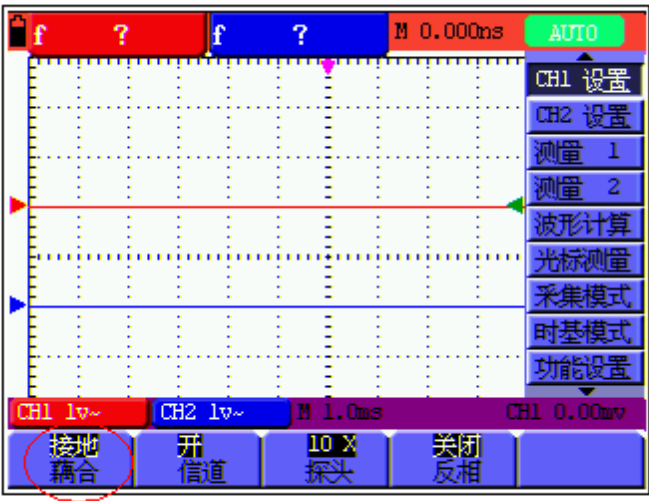 f ? f ? M 0.000ns AUTO
CH1 设置
CH2 设置
测量 1
测量 2
波形计算
光标测量
采集模式
时基模式
功能设置
CH1 1v~ CH2 1v~ M 1.0ms CH1 0.00mv
接地 开 10 X 关闭
藕合 信道 探头 反相